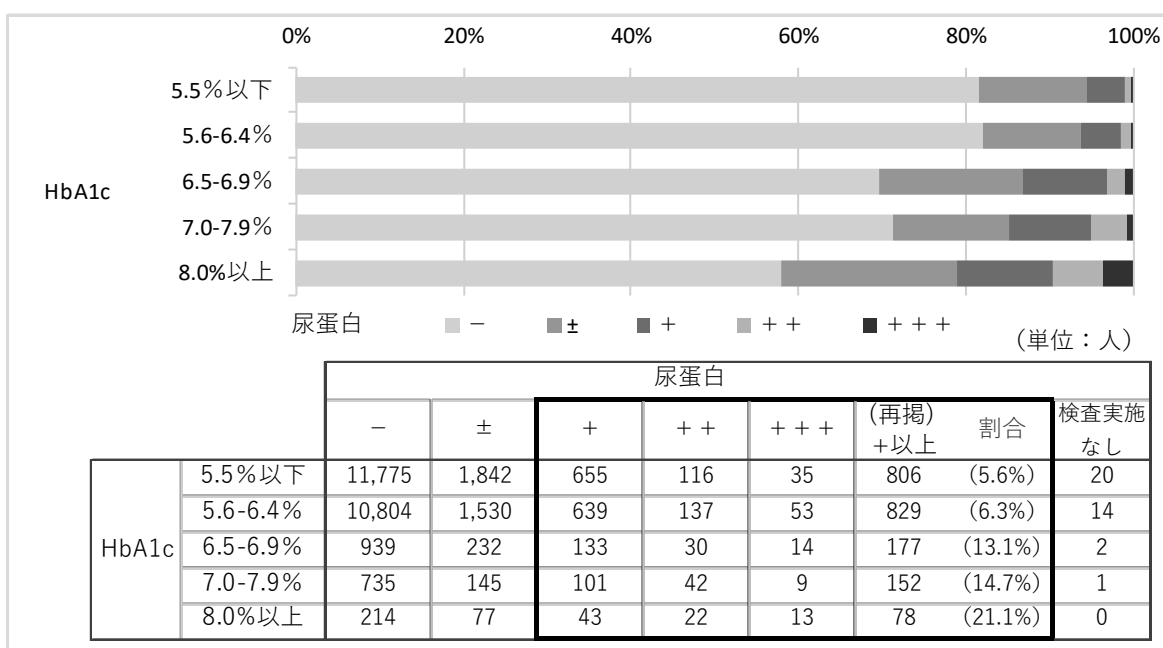 0% 20% 40% 60% 80% 100%
5.5%以下
5.6-6.4%
HbA1c
6.5-6.9%
7.0-7.9%
8.0%以上
尿蛋白 － ± ＋ ＋＋ ＋＋＋
（単位：人）
尿蛋白
－ ± ＋ ＋＋ ＋＋＋ (再掲)+以上 割合 検査実施なし
5.5%以下 11,775 1,842 655 116 35 806 (5.6%) 20
5.6-6.4% 10,804 1,530 639 137 53 829 (6.3%) 14
HbA1c 6.5-6.9% 939 232 133 30 14 177 (13.1%) 2
7.0-7.9% 735 145 101 42 9 152 (14.7%) 1
8.0%以上 214 77 43 22 13 78 (21.1%) 0